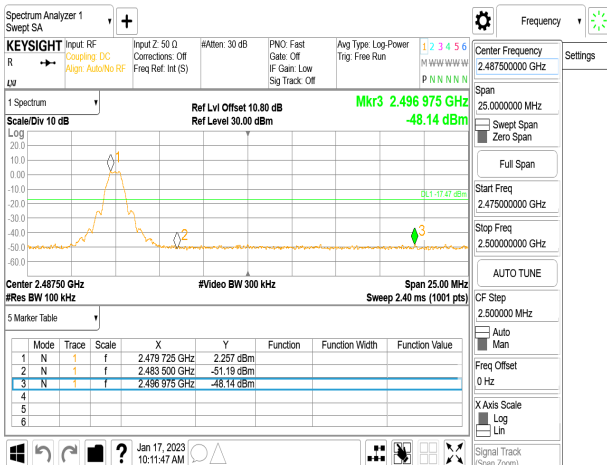 Spectrum Analyzer 1
Swept SA
Frequency
KEYSIGHT
R
LXI
Input: RF
Coupling: DC
Align: Auto/No RF
Input Z: 50 Ω
Corrections: Off
Freq Ref: Int (S)
#Atten: 30 dB
PNO: Fast
Gate: Off
IF Gain: Low
Sig Track: Off
Avg Type: Log-Power
Trig: Free Run
1 2 3 4 5 6
M W W W W W
P N N N N N
Center Frequency
2.487500000 GHz
Settings
Span
25.0000000 MHz
Swept Span
Zero Span
Full Span
Start Freq
2.475000000 GHz
Stop Freq
2.500000000 GHz
AUTO TUNE
CF Step
2.500000 MHz
Auto
Man
Freq Offset
0 Hz
X Axis Scale
Log
Lin
Signal Track
(Span Zoom)
1 Spectrum
Scale/Div 10 dB
Ref Lvl Offset 10.80 dB
Ref Level 30.00 dBm
Mkr3 2.496 975 GHz
-48.14 dBm
Log
20.0
10.0
0.00
-10.0
-20.0
-30.0
-40.0
-50.0
-60.0
1
2
3
DL1 -17.47 dBm
Center 2.48750 GHz
#Res BW 100 kHz
#Video BW 300 kHz
Span 25.00 MHz
Sweep 2.40 ms (1001 pts)
5 Marker Table
Mode Trace Scale X Y Function Function Width Function Value
1 N 1 f 2.479 725 GHz 2.257 dBm
2 N 1 f 2.483 500 GHz -51.19 dBm
3 N 1 f 2.496 975 GHz -48.14 dBm
4
5
6
?
Jan 17, 2023
10:11:47 AM